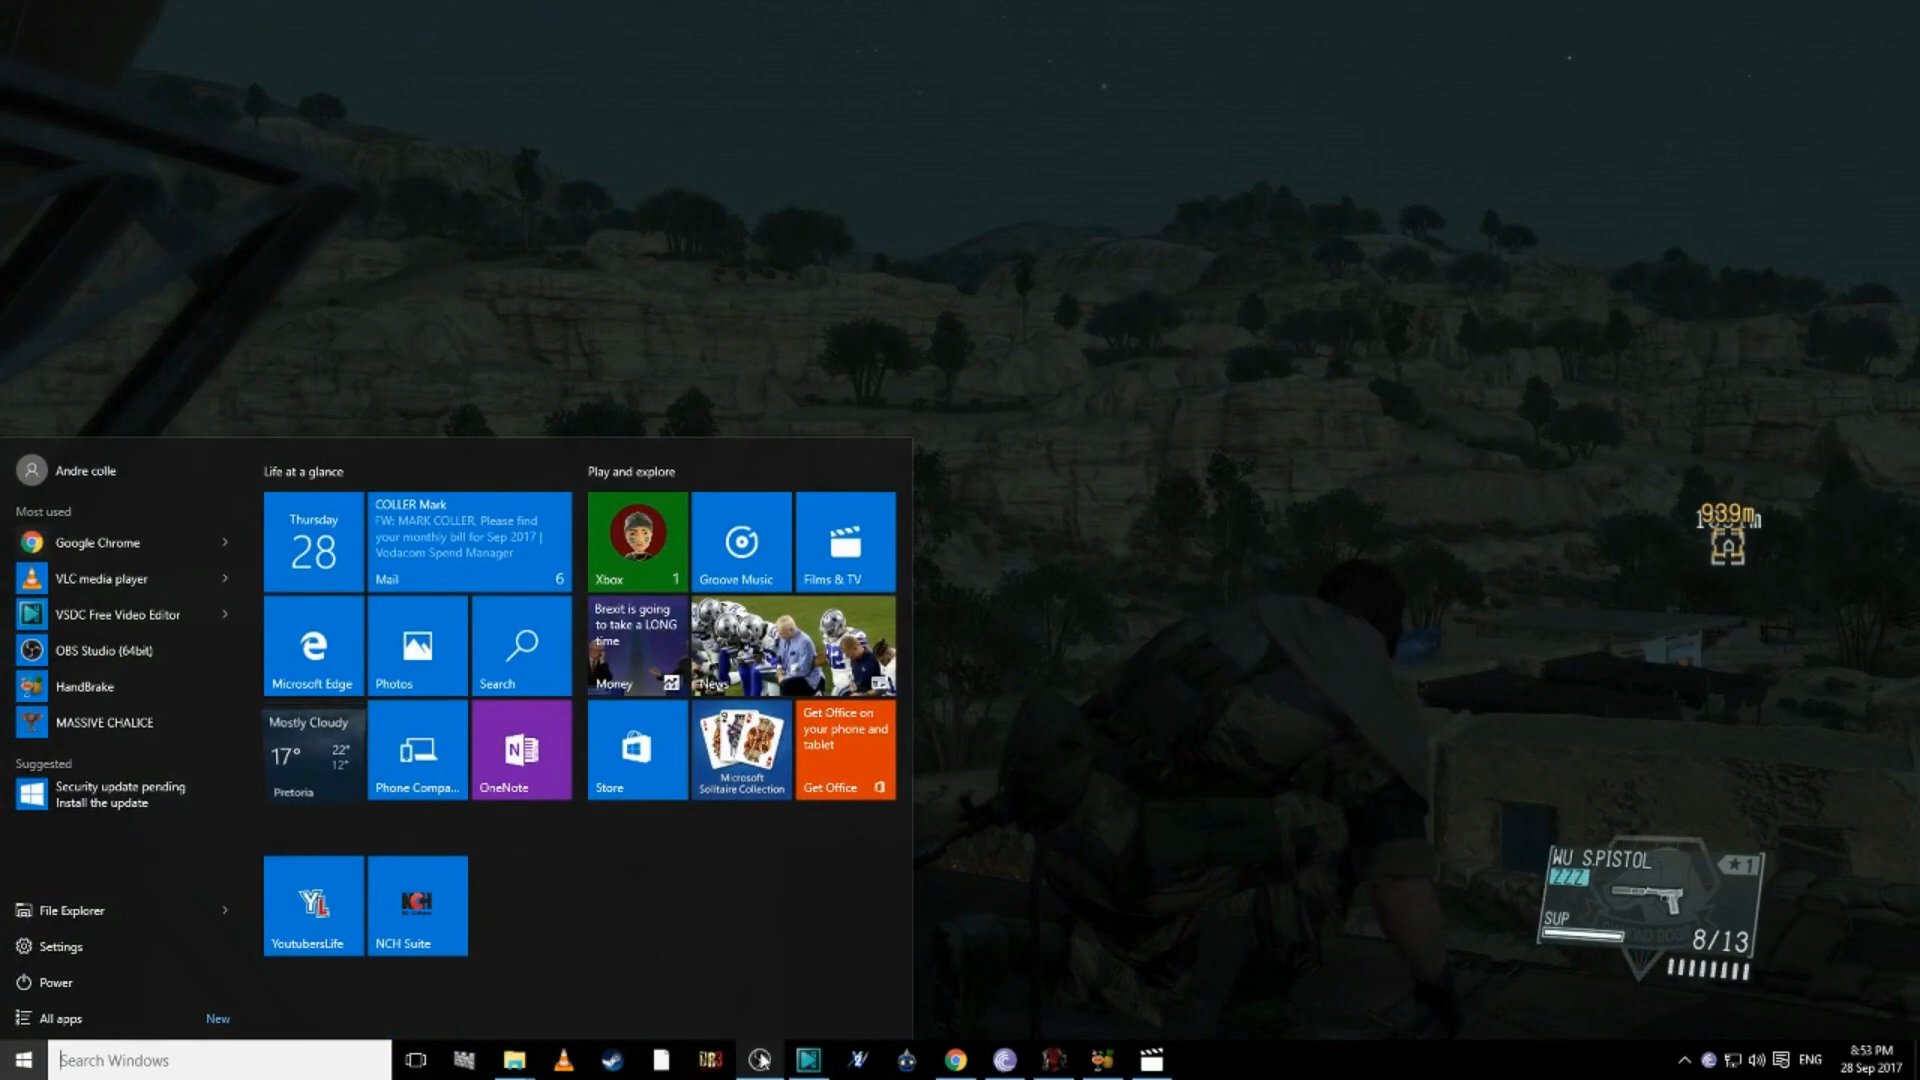 Andre colle
Most used
Google Chrome
VLC media player
VSDC Free Video Editor
OBS Studio (64bit)
HandBrake
MASSIVE CHALICE
Suggested
Security update pending
Install the update
File Explorer
Settings
Power
All apps
New
Life at a glance
Thursday
28
COLLER Mark
FW: MARK COLLER, Please find
your monthly bill for Sep 2017 |
Vodacom Spend Manager
Mail 6
Microsoft Edge
Photos
Search
Mostly Cloudy
17° 22°
12°
Pretoria
Phone Compa...
OneNote
YL
YoutubersLife
NCH
NCH Suite
Play and explore
Xbox 1
Groove Music
Films & TV
Brexit is going
to take a LONG
time
Money
News
Store
Microsoft
Solitaire Collection
Get Office on
your phone and
tablet
Get Office
939m
WU S.PISTOL
★1
ZZZ
SUP
8/13
Search Windows
DR3
ENG
8:53 PM
28 Sep 2017